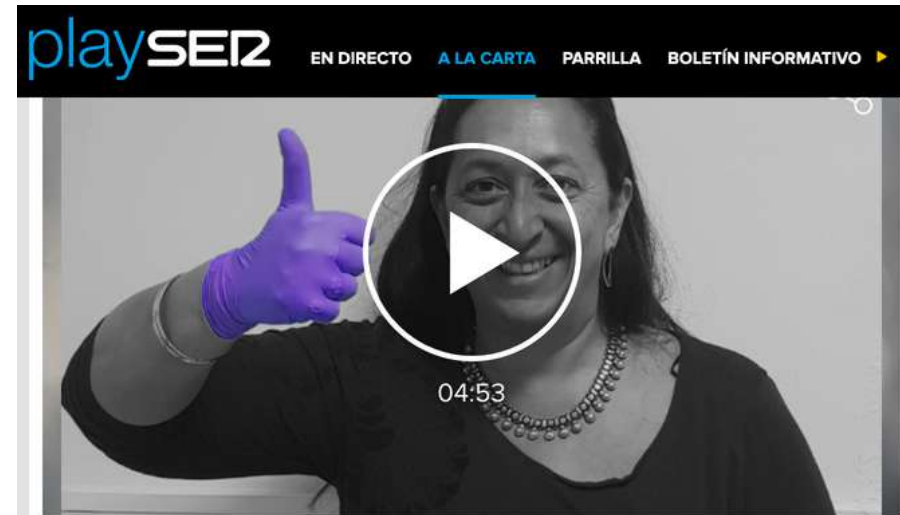 playSER
EN DIRECTO A LA CARTA PARRILLA BOLETÍN INFORMATIVO
04:53